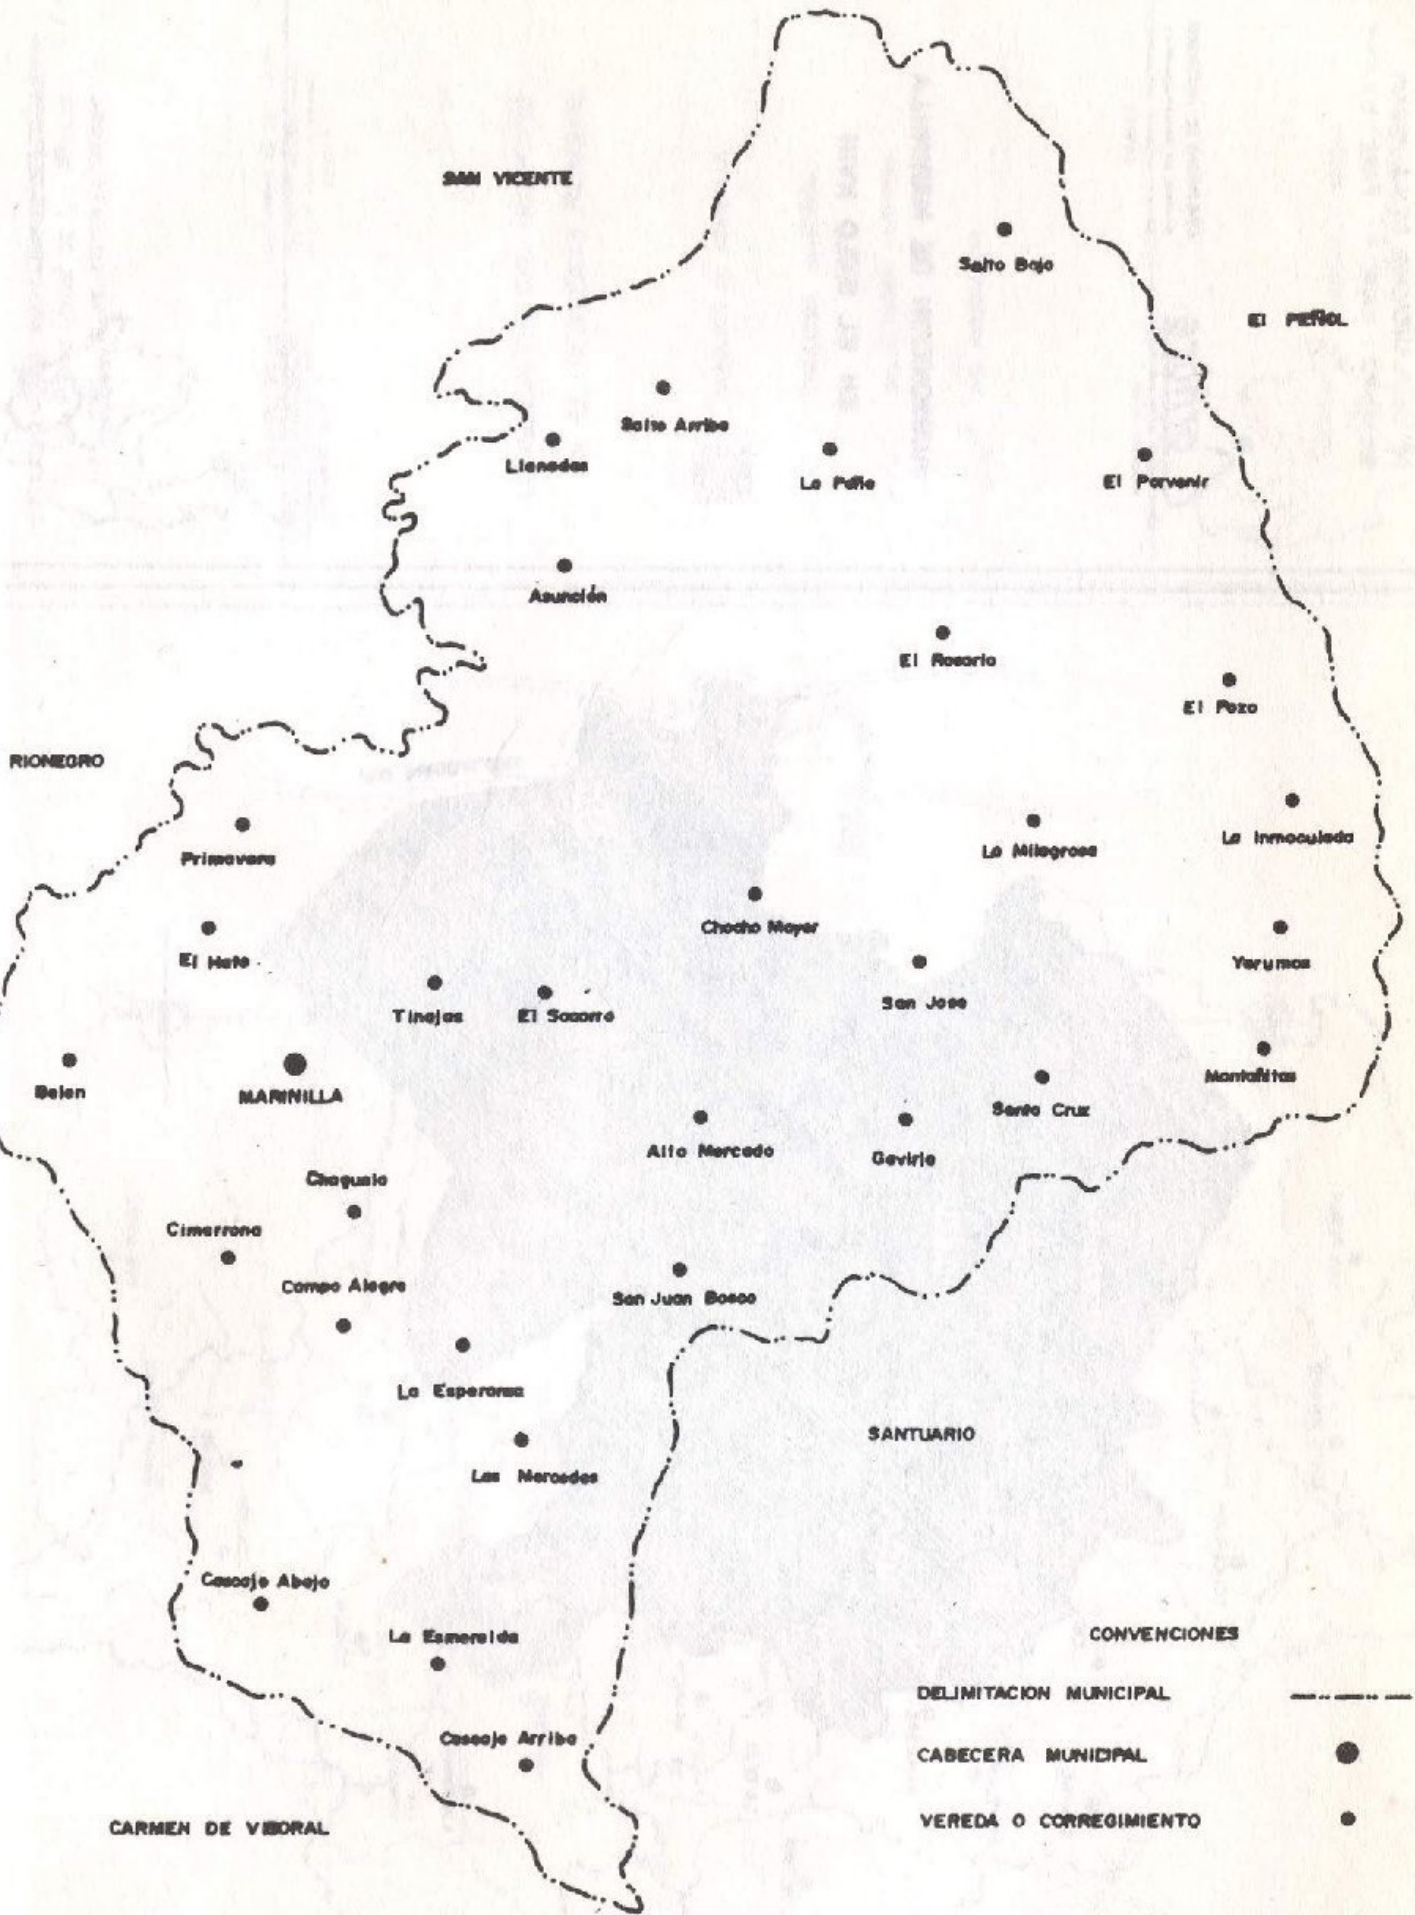 SAN VICENTE
Salto Bajo
El PEÑOL
Salto Arriba
Llanadas
La Peña
El Porvenir
Asunción
El Rosario
El Pozo
RIONEGRO
Primavera
La Milagrosa
La Inmaculada
Chocho Mayor
El Hato
Yarumos
Tinajas
El Socorro
San Jose
Belen
MARINILLA
Montañitas
Santa Cruz
Alto Mercado
Gaviria
Chagualo
Cimarrona
Campo Alegre
San Juan Bosco
La Esperanza
SANTUARIO
Las Mercedes
Cascajo Abajo
La Esmeralda
CONVENCIONES
DELIMITACION MUNICIPAL
Cascajo Arriba
CABECERA MUNICIPAL
CARMEN DE VIBORAL
VEREDA O CORREGIMIENTO